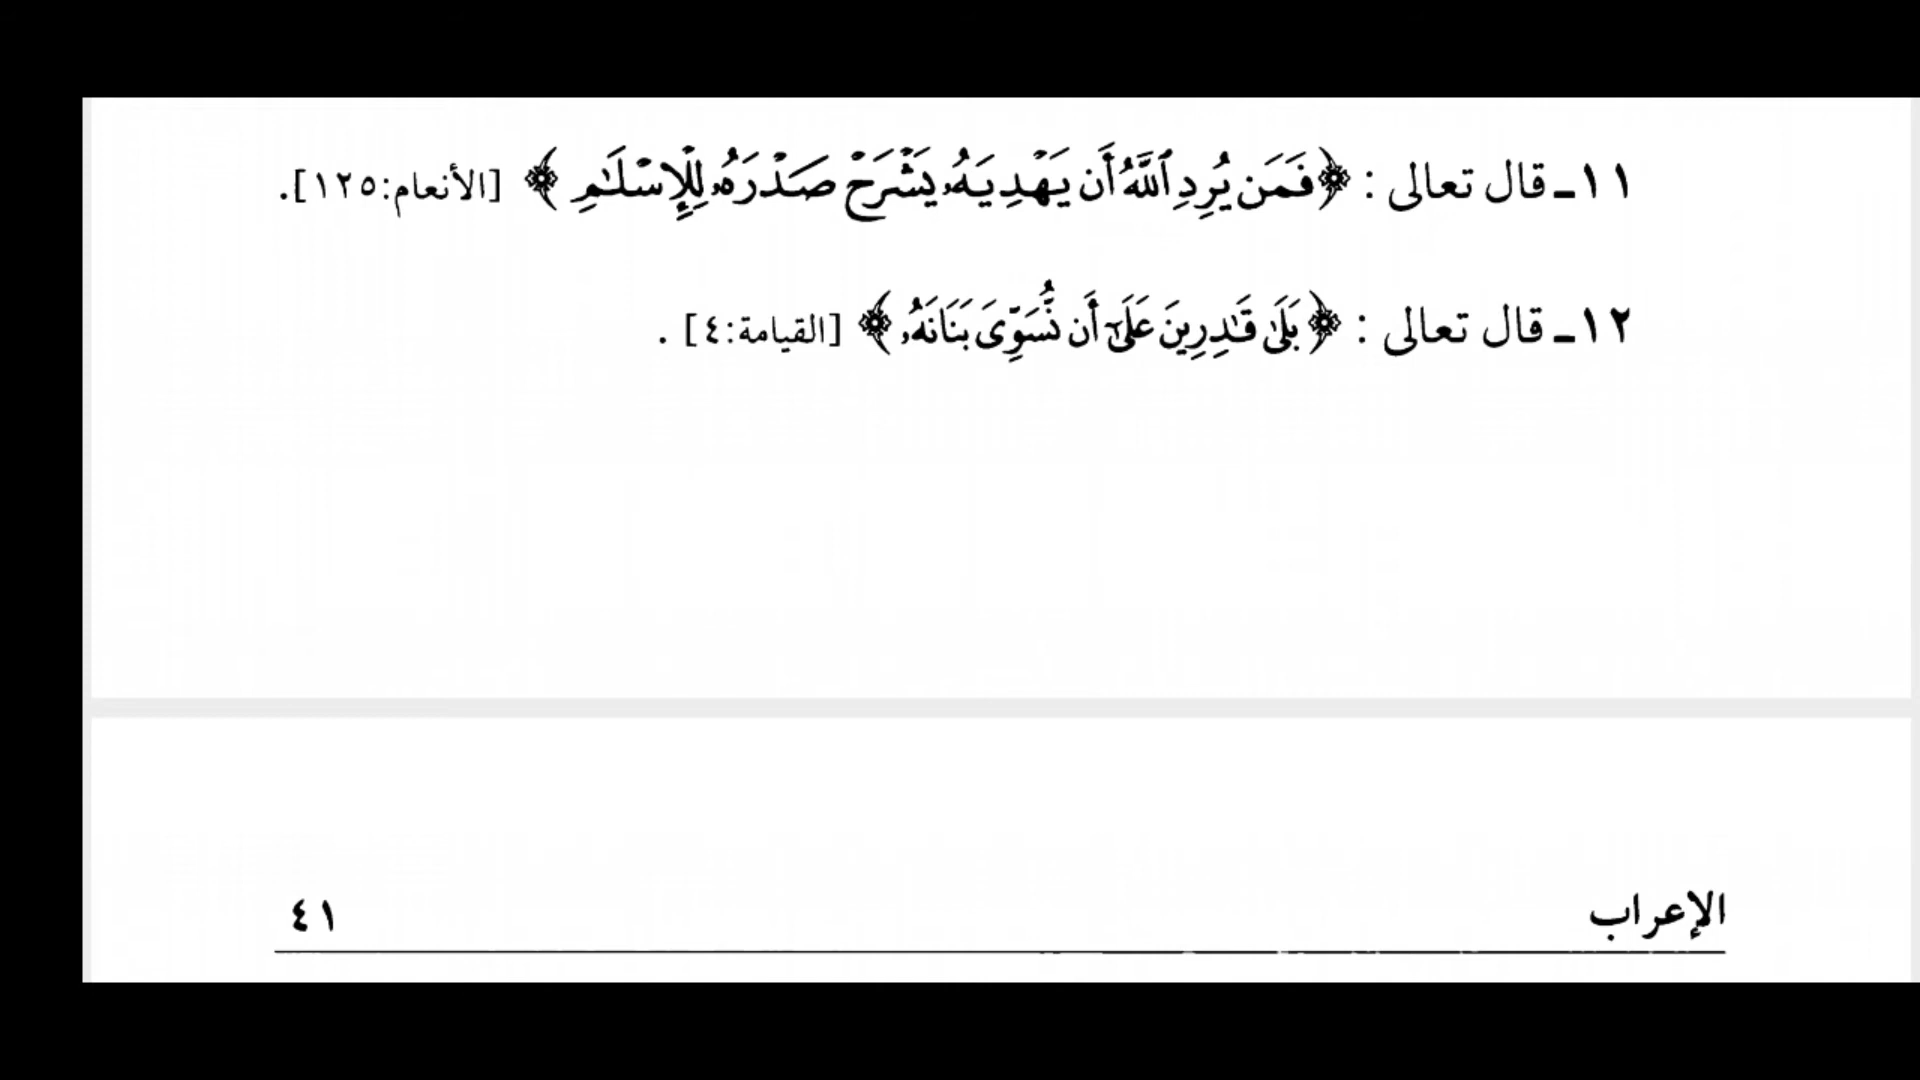 ١١ـ قال تعالى : ﴿فَمَن يُرِدِ ٱللَّهُ أَن يَهْدِيَهُۥ يَشْرَحْ صَدْرَهُۥ لِلْإِسْلَٰمِ﴾ [الأنعام:١٢٥].
١٢ـ قال تعالى : ﴿بَلَىٰ قَٰدِرِينَ عَلَىٰٓ أَن نُّسَوِّىَ بَنَانَهُۥ﴾ [القيامة:٤] .
الإعراب ٤١